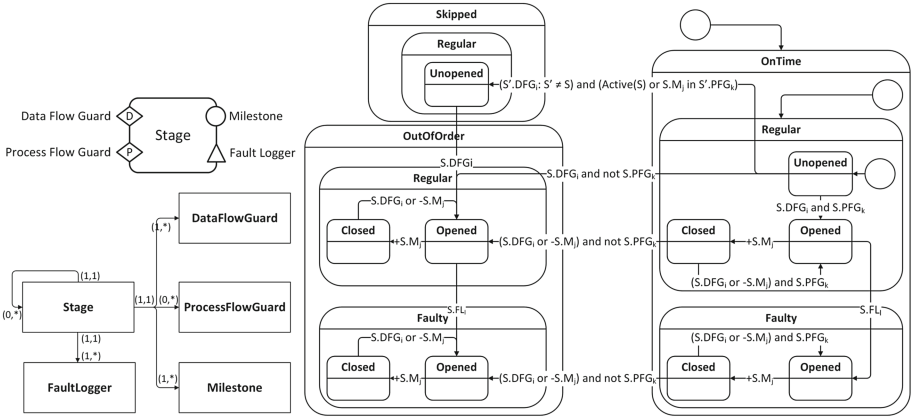 Data Flow Guard
D
Milestone
Stage
Process Flow Guard
P
Fault Logger
DataFlowGuard
(1,*)
(1,1)
Stage
(0,*)
(1,1)
(0,*)
ProcessFlowGuard
(1,1)
(1,*)
FaultLogger
(1,*)
Milestone
Skipped
Regular
Unopened
(S'.DFGi: S' ≠ S) and (Active(S) or S.Mj in S'.PFGk)
OutOfOrder
S.DFGi
Regular
S.DFGi and not S.PFGk
S.DFGi or -S.Mj
Closed
+S.Mj
Opened
(S.DFGi or -S.Mj) and not S.PFGk
S.FLi
Faulty
S.DFGi or -S.Mj
Closed
+S.Mj
Opened
(S.DFGi or -S.Mj) and not S.PFGk
OnTime
Regular
Unopened
S.DFGi and S.PFGk
Closed
+S.Mj
Opened
(S.DFGi or -S.Mj) and S.PFGk
S.FLi
Faulty
(S.DFGi or -S.Mj) and S.PFGk
Closed
+S.Mj
Opened